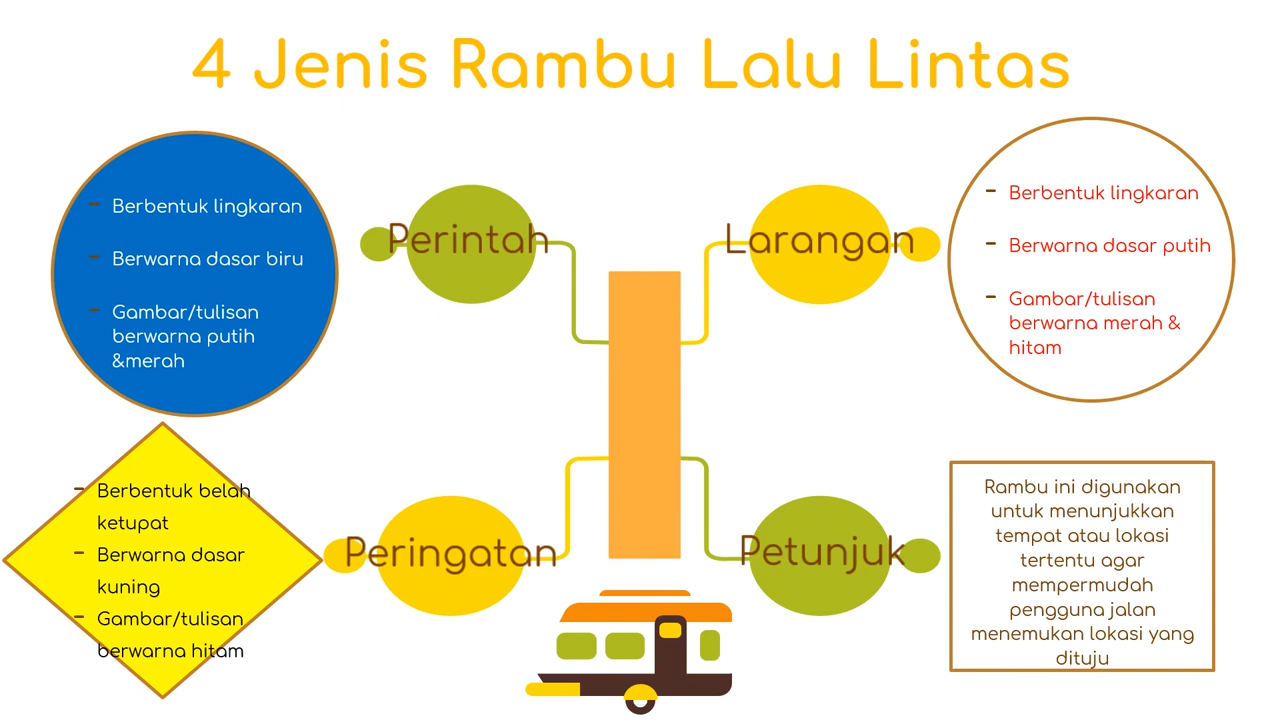 4 Jenis Rambu Lalu Lintas
Perintah
- Berbentuk lingkaran
- Berwarna dasar biru
- Gambar/tulisan
berwarna putih
&merah
Larangan
- Berbentuk lingkaran
- Berwarna dasar putih
- Gambar/tulisan
berwarna merah &
hitam
Peringatan
- Berbentuk belah
ketupat
- Berwarna dasar
kuning
- Gambar/tulisan
berwarna hitam
Petunjuk
Rambu ini digunakan
untuk menunjukkan
tempat atau lokasi
tertentu agar
mempermudah
pengguna jalan
menemukan lokasi yang
dituju